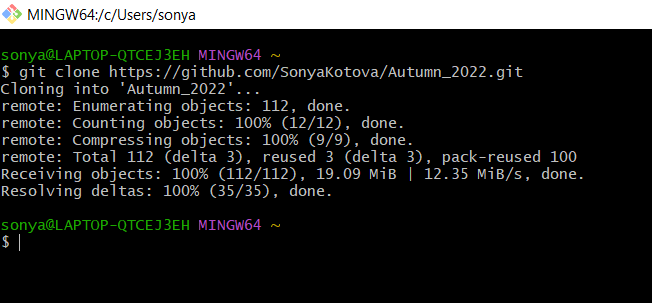 MINGW64:/c/Users/sonya
sonya@LAPTOP-QTCEJ3EH MINGW64 ~
$ git clone https://github.com/SonyaKotova/Autumn_2022.git
Cloning into 'Autumn_2022'...
remote: Enumerating objects: 112, done.
remote: Counting objects: 100% (12/12), done.
remote: Compressing objects: 100% (9/9), done.
remote: Total 112 (delta 3), reused 3 (delta 3), pack-reused 100
Receiving objects: 100% (112/112), 19.09 MiB | 12.35 MiB/s, done.
Resolving deltas: 100% (35/35), done.
sonya@LAPTOP-QTCEJ3EH MINGW64 ~
$